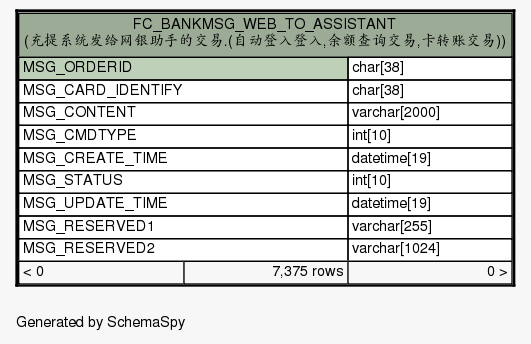 FC_BANKMSG_WEB_TO_ASSISTANT
(充提系统发给网银助手的交易.(自动登入登入,余额查询交易,卡转账交易))
MSG_ORDERID char[38]
MSG_CARD_IDENTIFY char[38]
MSG_CONTENT varchar[2000]
MSG_CMDTYPE int[10]
MSG_CREATE_TIME datetime[19]
MSG_STATUS int[10]
MSG_UPDATE_TIME datetime[19]
MSG_RESERVED1 varchar[255]
MSG_RESERVED2 varchar[1024]
< 0 7,375 rows 0 >
Generated by SchemaSpy